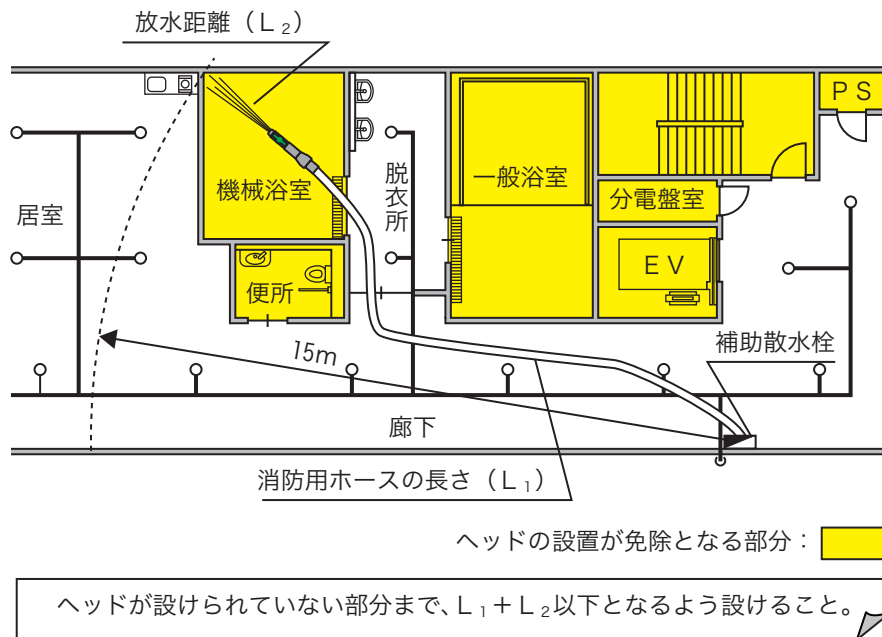 放水距離（L₂）
PS
機械浴室
脱衣所
一般浴室
分電盤室
居室
EV
便所
15m
補助散水栓
廊下
消防用ホースの長さ（L₁）
ヘッドの設置が免除となる部分：
ヘッドが設けられていない部分まで、L₁＋L₂以下となるよう設けること。